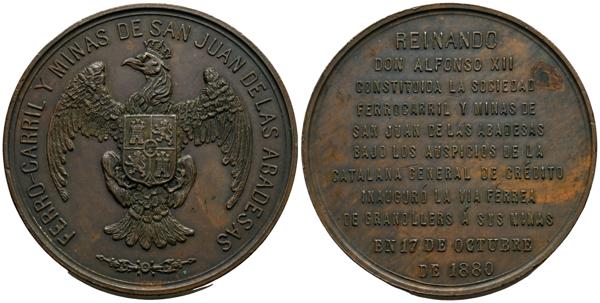 FERRO-CARRIL Y MINAS DE SAN JUAN DE LAS ABADESAS
REINANDO
DON ALFONSO XII
CONSTITUIDA LA SOCIEDAD
FERROCARRIL Y MINAS DE
SAN JUAN DE LAS ABADESAS
BAJO LOS AUSPICIOS DE LA
CATALANA GENERAL DE CRÉDITO
INAUGURÓ LA VIA FÉRREA
DE GRANOLLERS Á SUS MINAS
EN 17 DE OCTUBRE
DE 1880